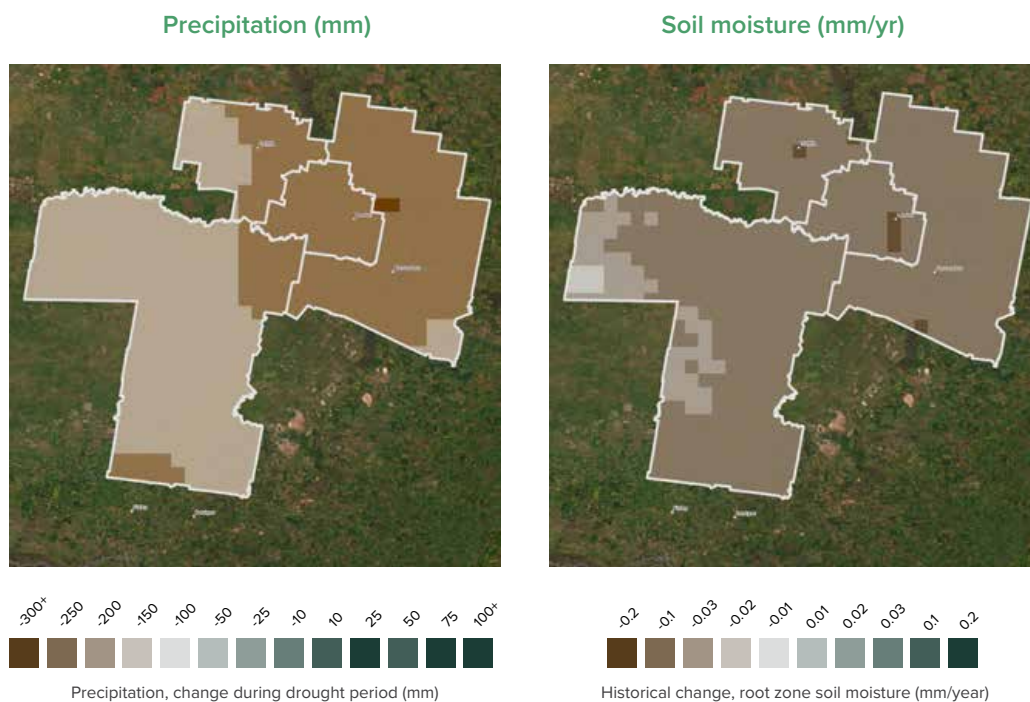 Precipitation (mm)
Soil moisture (mm/yr)
-300+ -250 -200 -150 -100 -50 -25 -10 10 25 50 75 100+
-0.2 -0.1 -0.03 -0.02 -0.01 0.01 0.02 0.03 0.1 0.2
Precipitation, change during drought period (mm)
Historical change, root zone soil moisture (mm/year)